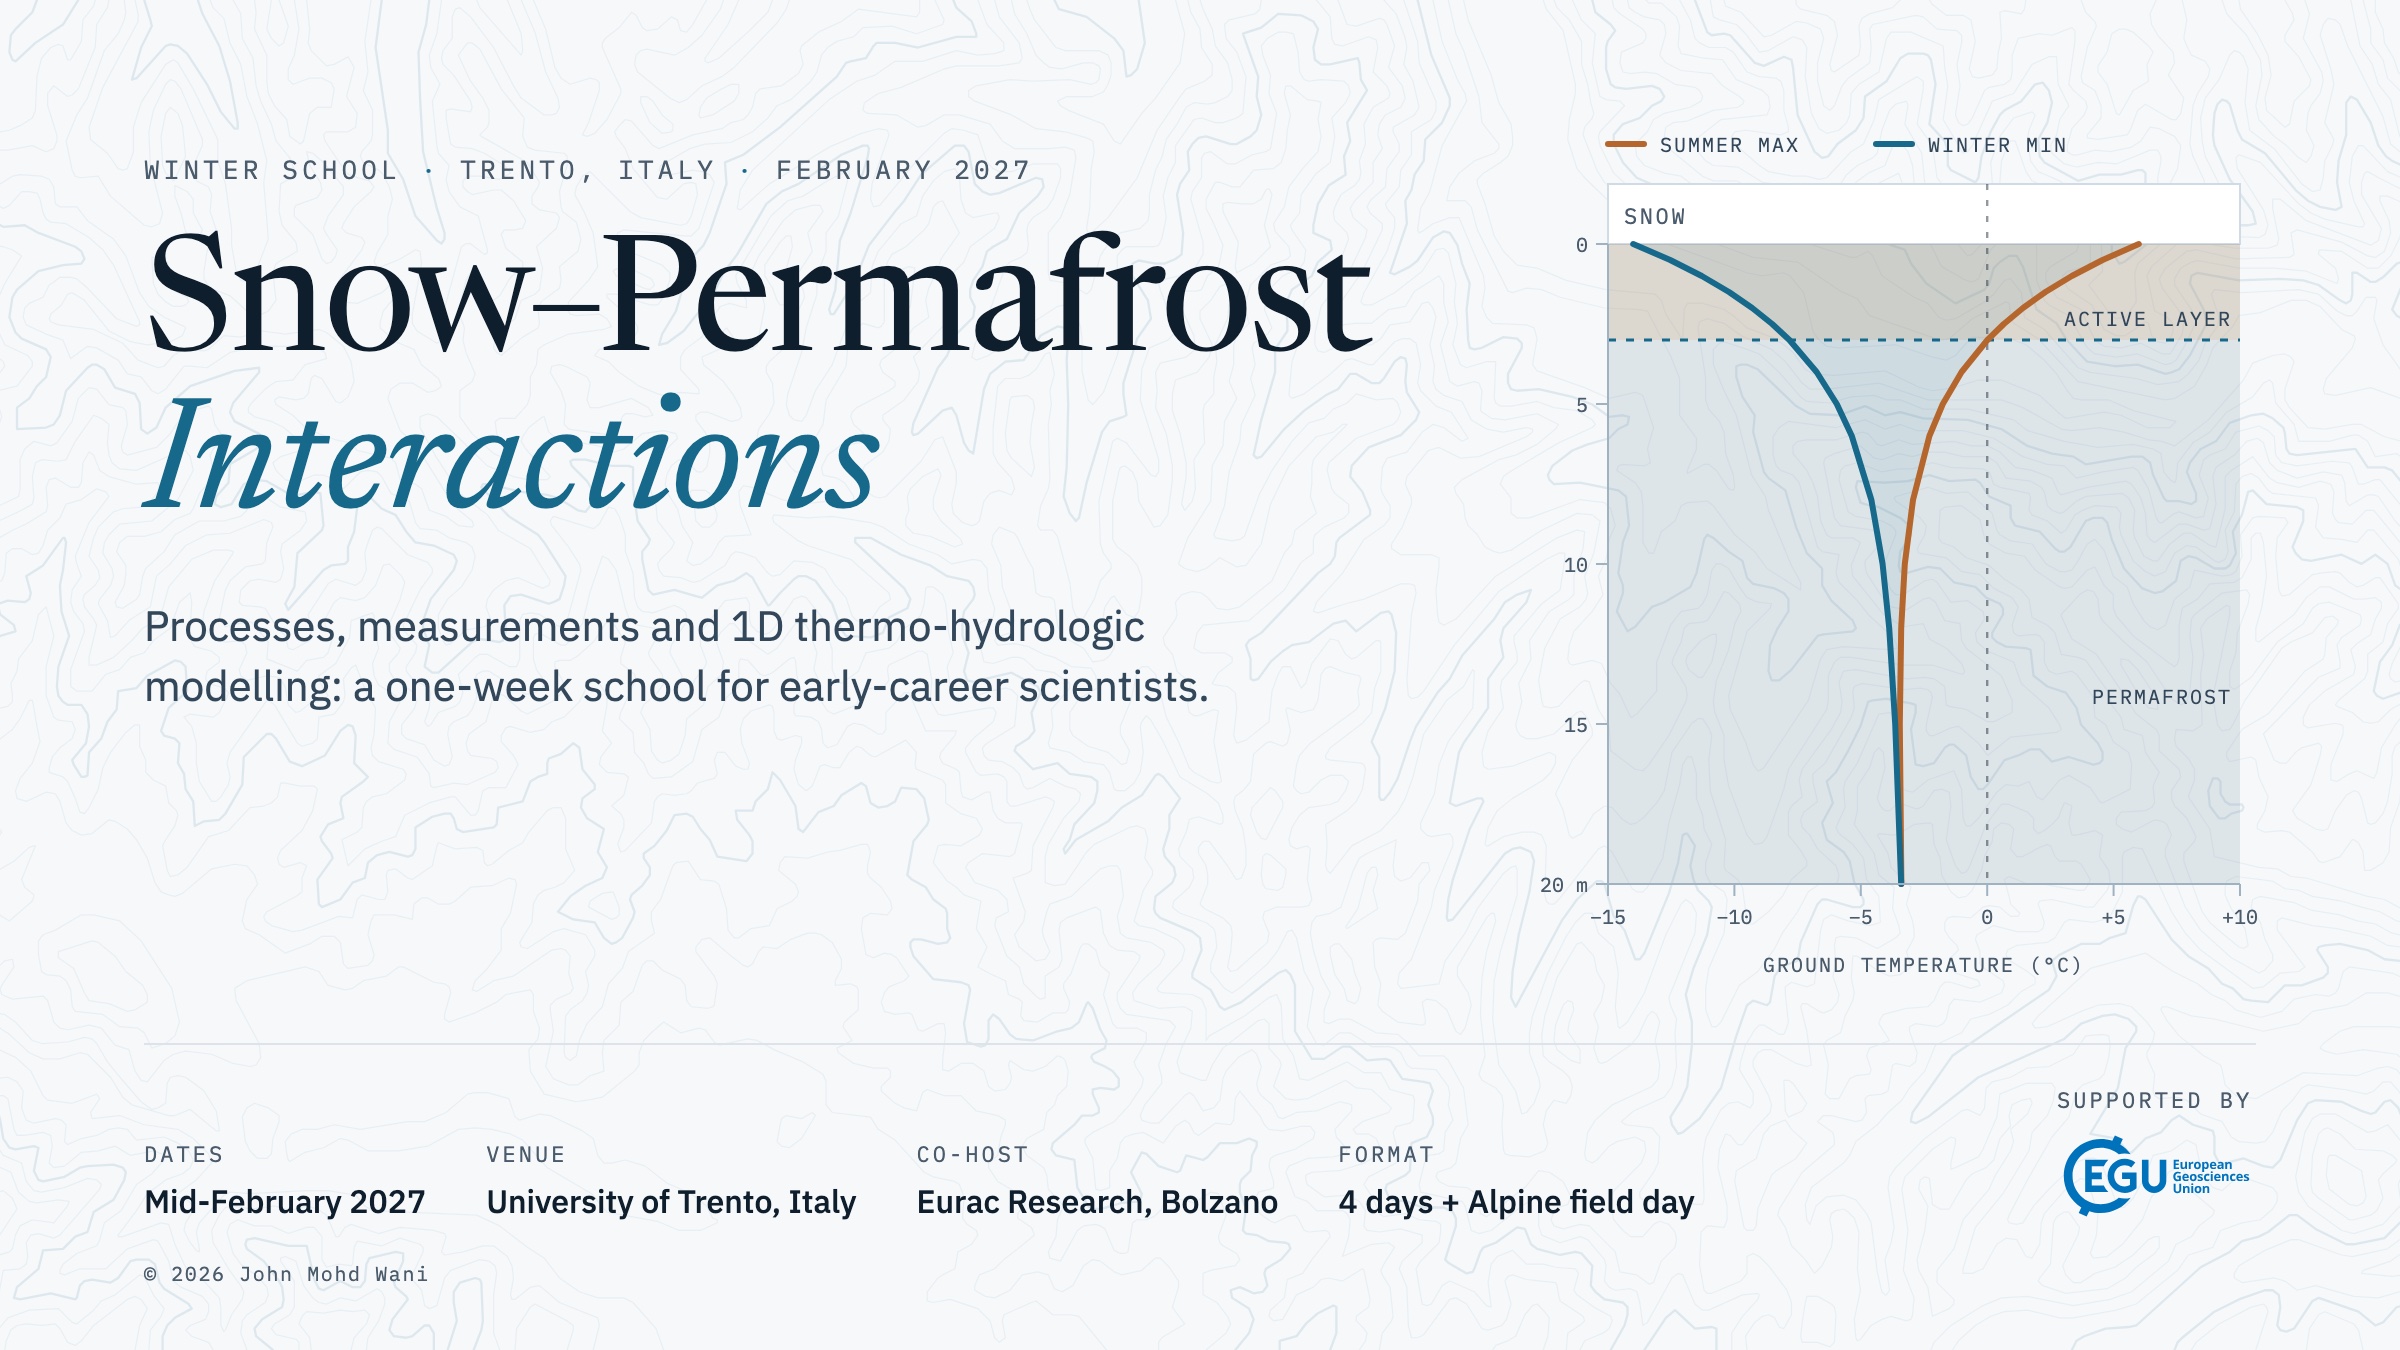 WINTER SCHOOL · TRENTO, ITALY · FEBRUARY 2027
Snow–Permafrost
Interactions
Processes, measurements and 1D thermo-hydrologic
modelling: a one-week school for early-career scientists.
SUMMER MAX WINTER MIN
SNOW
0
ACTIVE LAYER
5
10
PERMAFROST
15
20 m
−15 −10 −5 0 +5 +10
GROUND TEMPERATURE (°C)
DATES
Mid-February 2027
VENUE
University of Trento, Italy
CO-HOST
Eurac Research, Bolzano
FORMAT
4 days + Alpine field day
SUPPORTED BY
EGU
European
Geosciences
Union
© 2026 John Mohd Wani